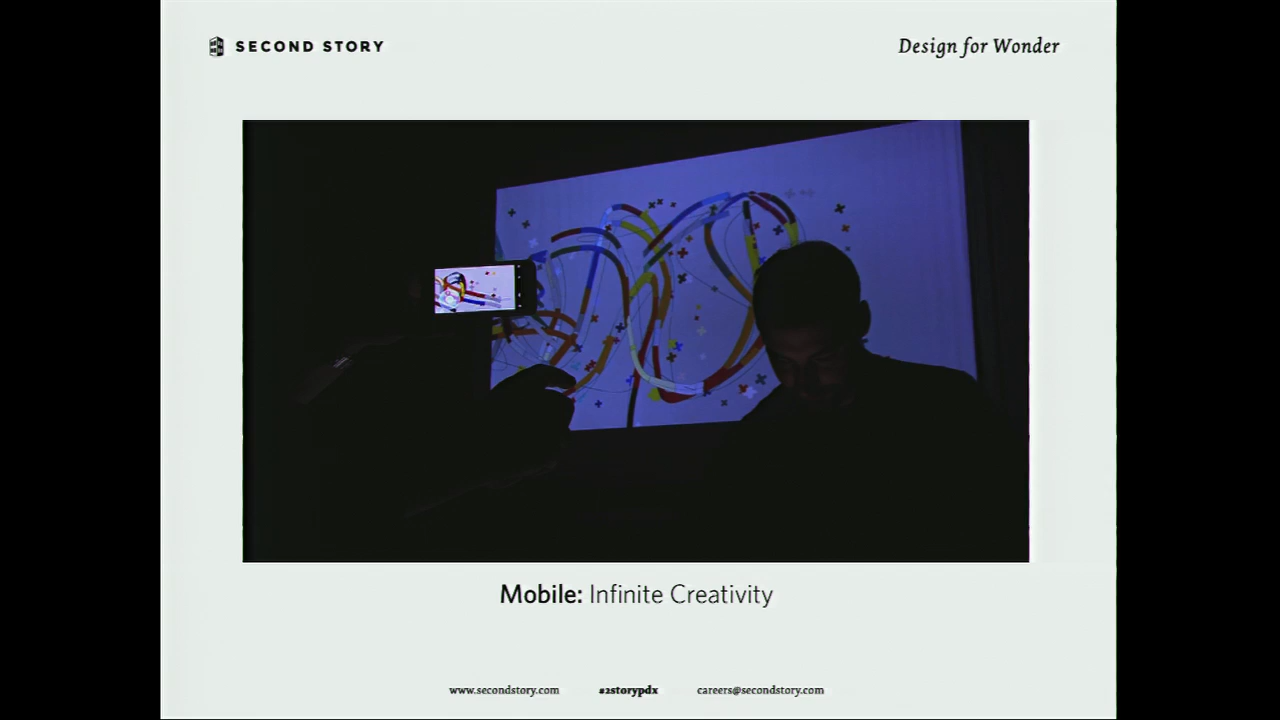 SECOND STORY
Design for Wonder
Mobile: Infinite Creativity
www.secondstory.com
#2storypdx
careers@secondstory.com